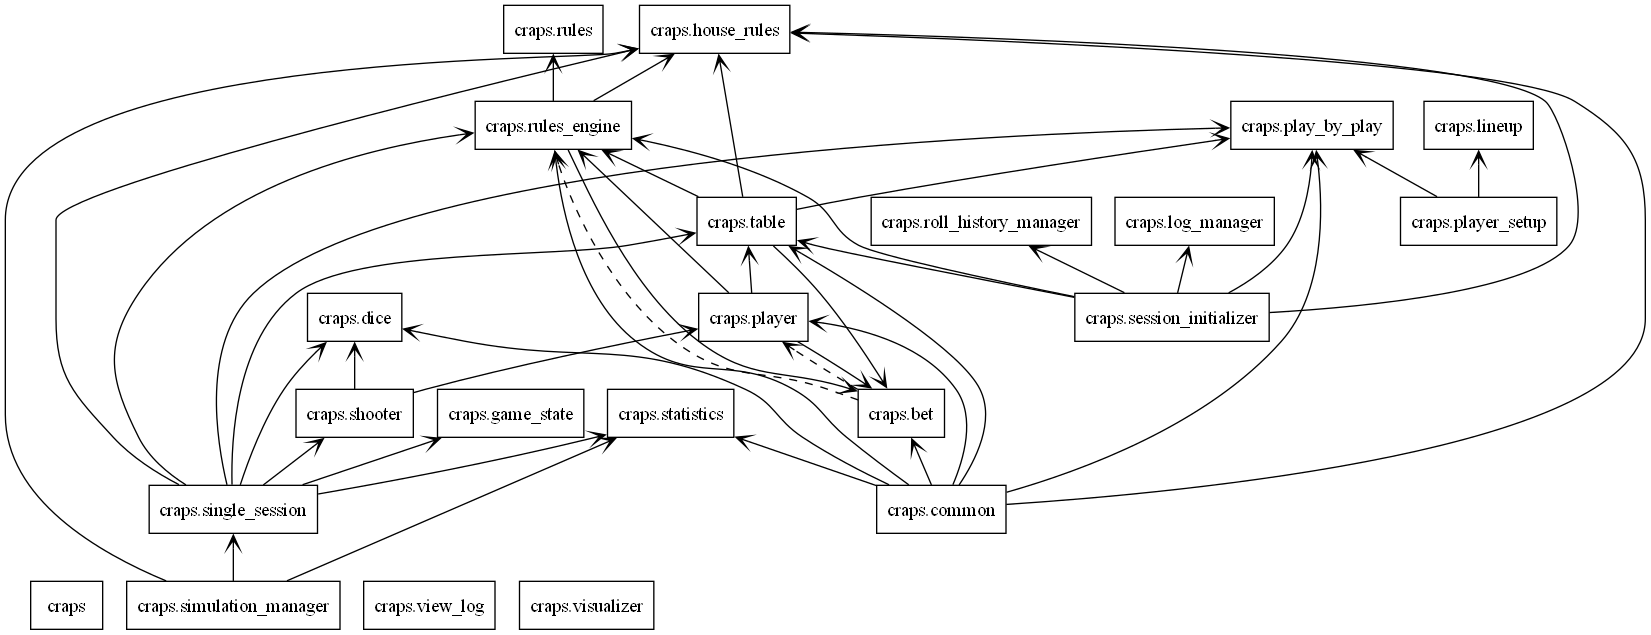 craps.rules
craps.house_rules
craps.rules_engine
craps.play_by_play
craps.lineup
craps.table
craps.roll_history_manager
craps.log_manager
craps.player_setup
craps.dice
craps.player
craps.session_initializer
craps.shooter
craps.game_state
craps.statistics
craps.bet
craps.single_session
craps.common
craps
craps.simulation_manager
craps.view_log
craps.visualizer